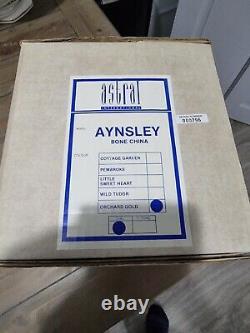 astral
INTERNATIONAL
AYNSLEY
BONE CHINA
COTTAGE GARDEN
PEMBROKE
LITTLE
SWEET HEART
WILD TUDOR
ORCHARD GOLD